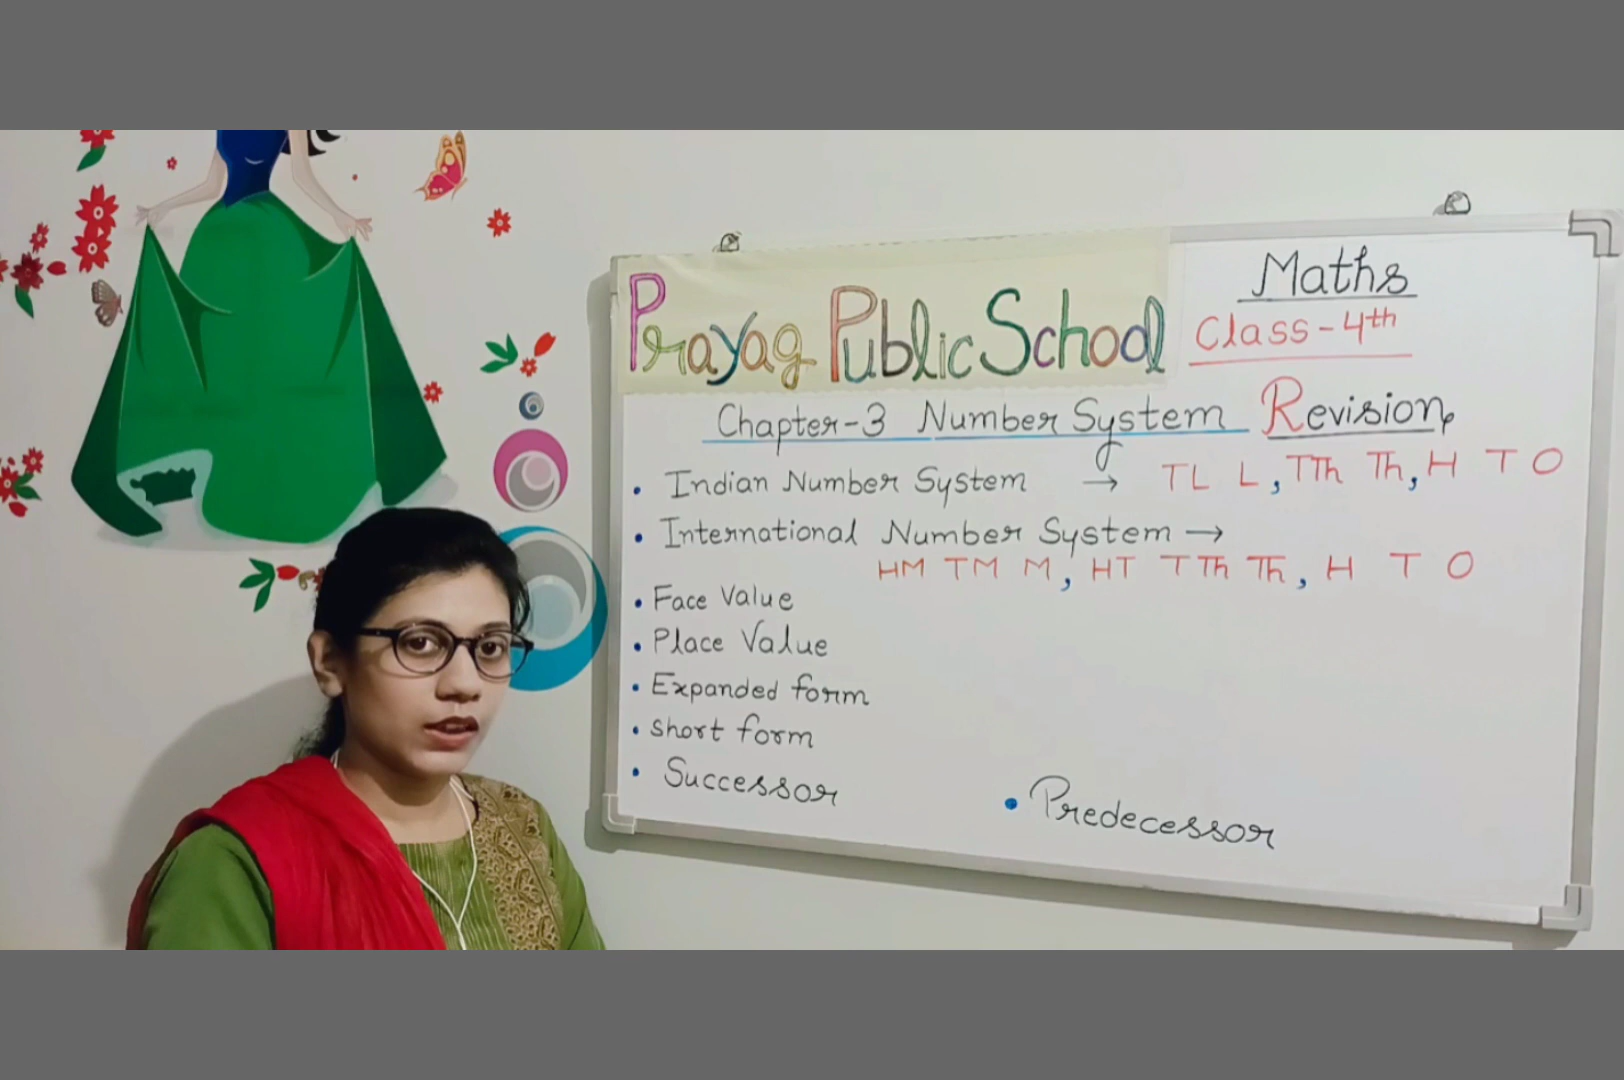 Prayag Public School
Maths
Class-4th
Chapter-3 Number System Revision
• Indian Number System → TL L, TTh Th, H T O
• International Number System →
HM TM M, HT TTh Th, H T O
• Face Value
• Place Value
• Expanded form
• Short form
• Successor • Predecessor